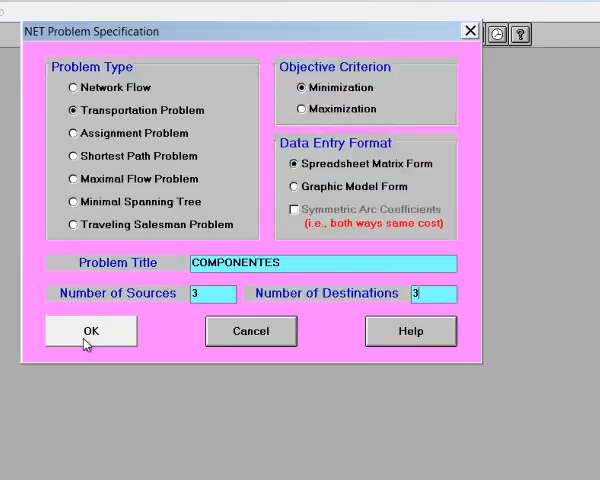 NET Problem Specification
Problem Type
Network Flow
Transportation Problem
Assignment Problem
Shortest Path Problem
Maximal Flow Problem
Minimal Spanning Tree
Traveling Salesman Problem
Objective Criterion
Minimization
Maximization
Data Entry Format
Spreadsheet Matrix Form
Graphic Model Form
Symmetric Arc Coefficients
(i.e., both ways same cost)
Problem Title COMPONENTES
Number of Sources 3 Number of Destinations 3
OK Cancel Help
?